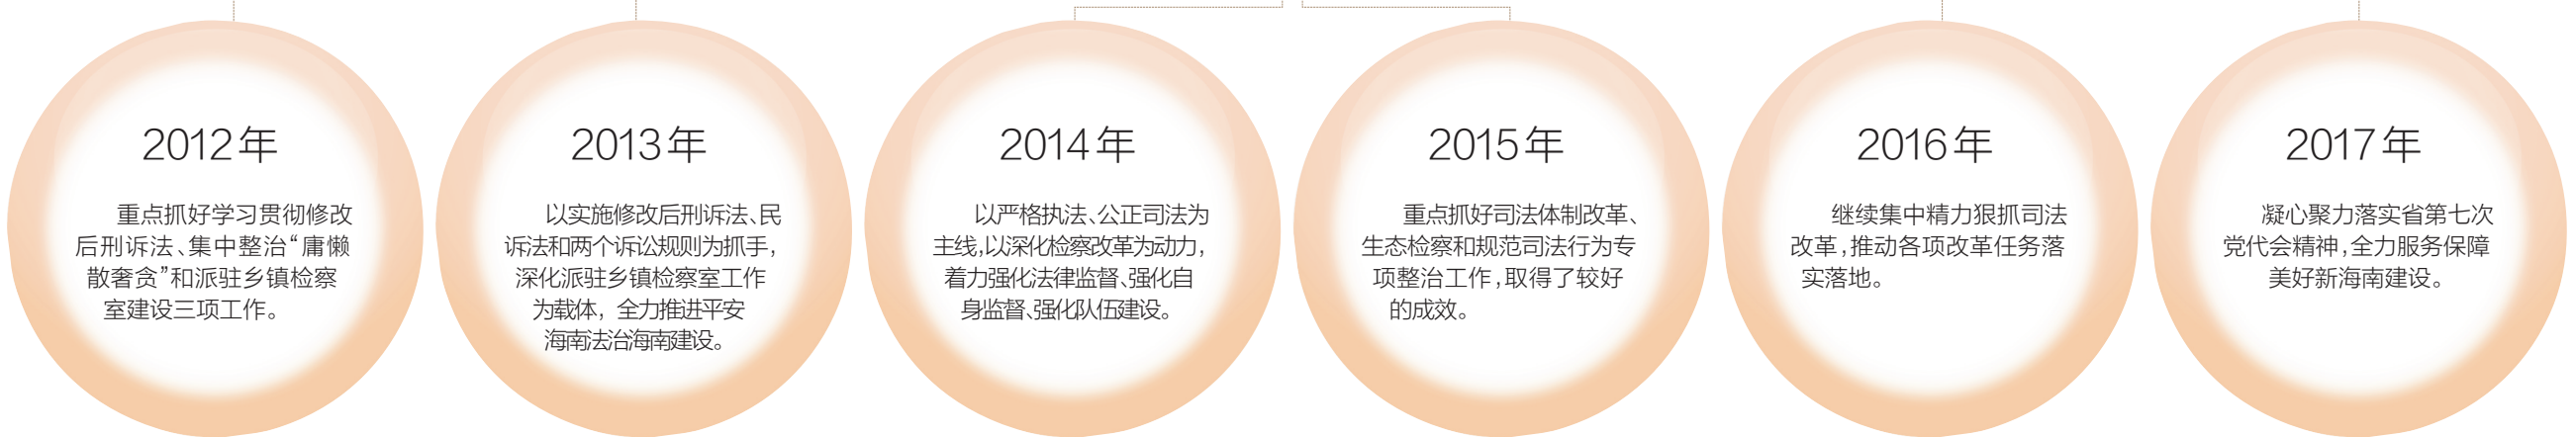 2012年
重点抓好学习贯彻修改
后刑诉法、集中整治“庸懒
散奢贪”和派驻乡镇检察
室建设三项工作。
2013年
以实施修改后刑诉法、民
诉法和两个诉讼规则为抓手，
深化派驻乡镇检察室工作
为载体，全力推进平安
海南法治海南建设。
2014年
以严格执法、公正司法为
主线，以深化检察改革为动力，
着力强化法律监督、强化自
身监督、强化队伍建设。
2015年
重点抓好司法体制改革、
生态检察和规范司法行为专
项整治工作，取得了较好
的成效。
2016年
继续集中精力狠抓司法
改革，推动各项改革任务落
实落地。
2017年
凝心聚力落实省第七次
党代会精神，全力服务保障
美好新海南建设。